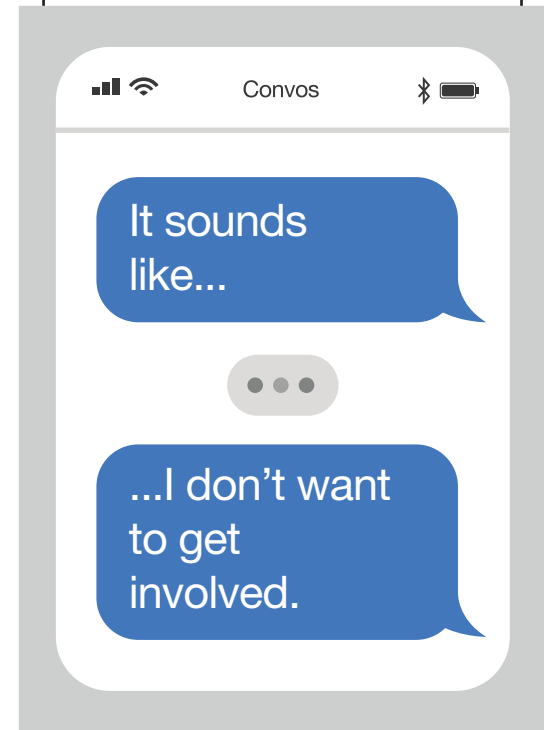 Convos
It sounds
like...
...I don’t want
to get
involved.